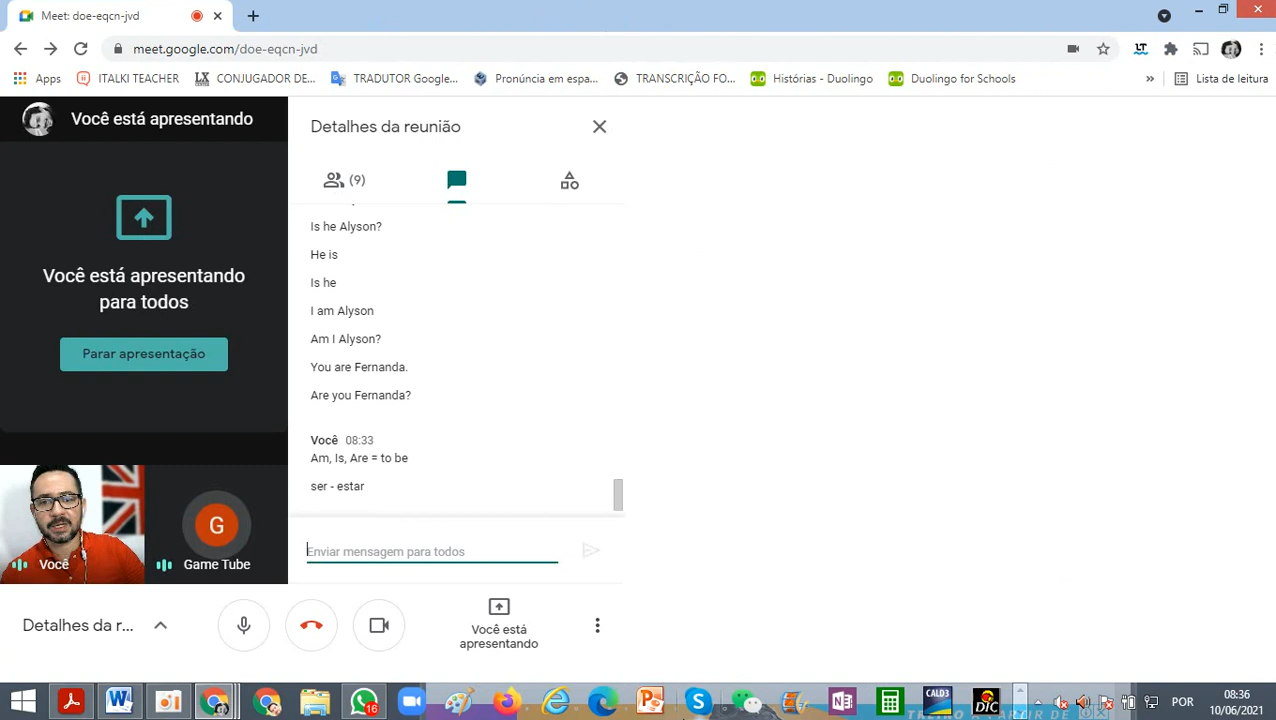 Meet: doe-eqcn-jvd
meet.google.com/doe-eqcn-jvd
Apps
ITALKI TEACHER
LX
CONJUGADOR DE...
TRADUTOR Google...
Pronúncia em espa...
TRANSCRIÇÃO FO...
Histórias - Duolingo
Duolingo for Schools
»
Lista de leitura
Você está apresentando
Detalhes da reunião
(9)
Is he Alyson?
He is
Is he
I am Alyson
Am I Alyson?
You are Fernanda.
Are you Fernanda?
Você 08:33
Am, Is, Are = to be
ser - estar
Enviar mensagem para todos
Você está apresentando
para todos
Parar apresentação
Você
G
Game Tube
Detalhes da r...
Você está
apresentando
16
CALD3
DIC
POR
08:36
10/06/2021